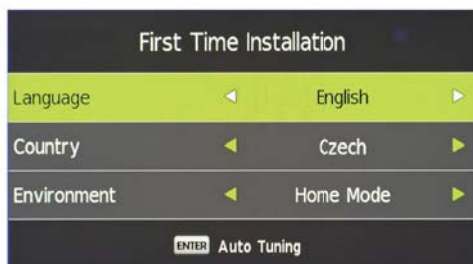 First Time Installation
Language English
Country Czech
Environment Home Mode
ENTER Auto Tuning